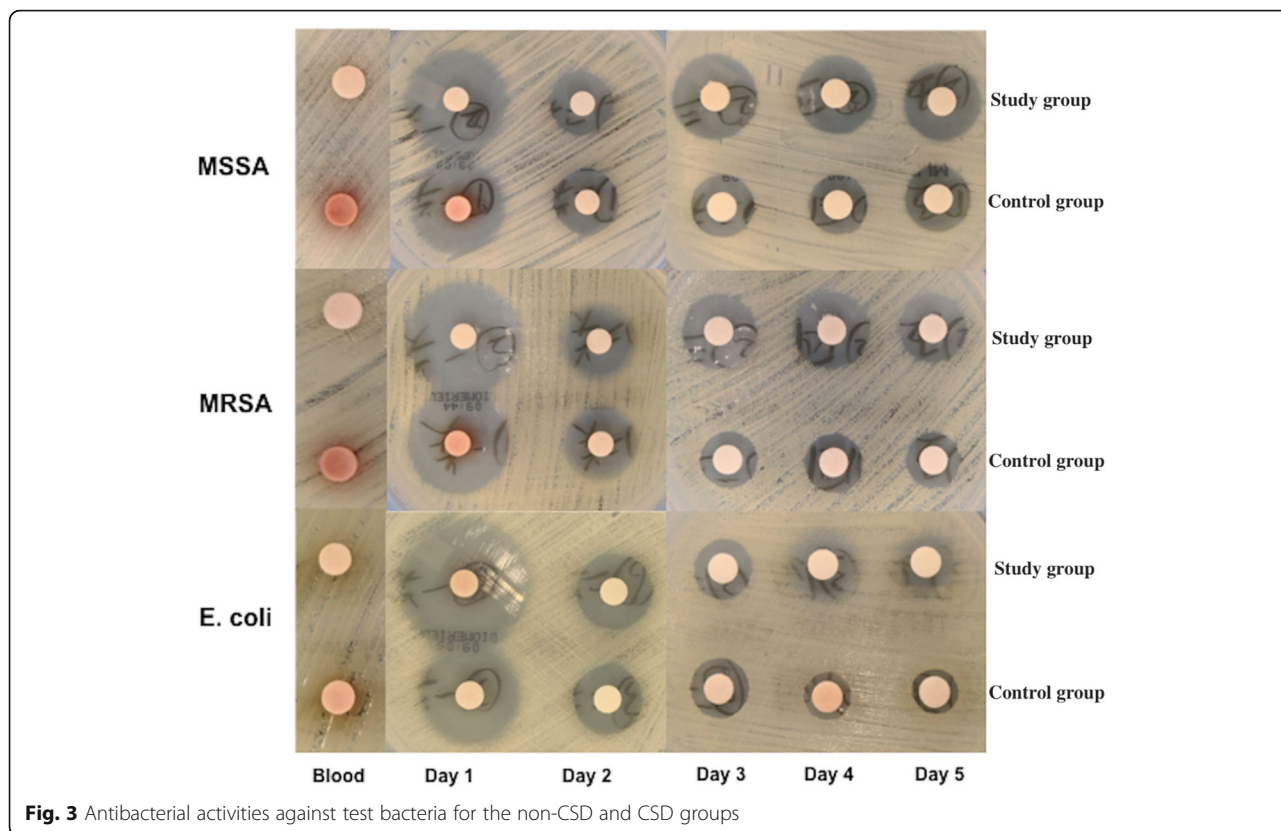 Study group
MSSA
Control group
Study group
MRSA
09:44
Control group
Study group
E. coli
Control group
Blood Day 1 Day 2 Day 3 Day 4 Day 5
Fig. 3 Antibacterial activities against test bacteria for the non-CSD and CSD groups